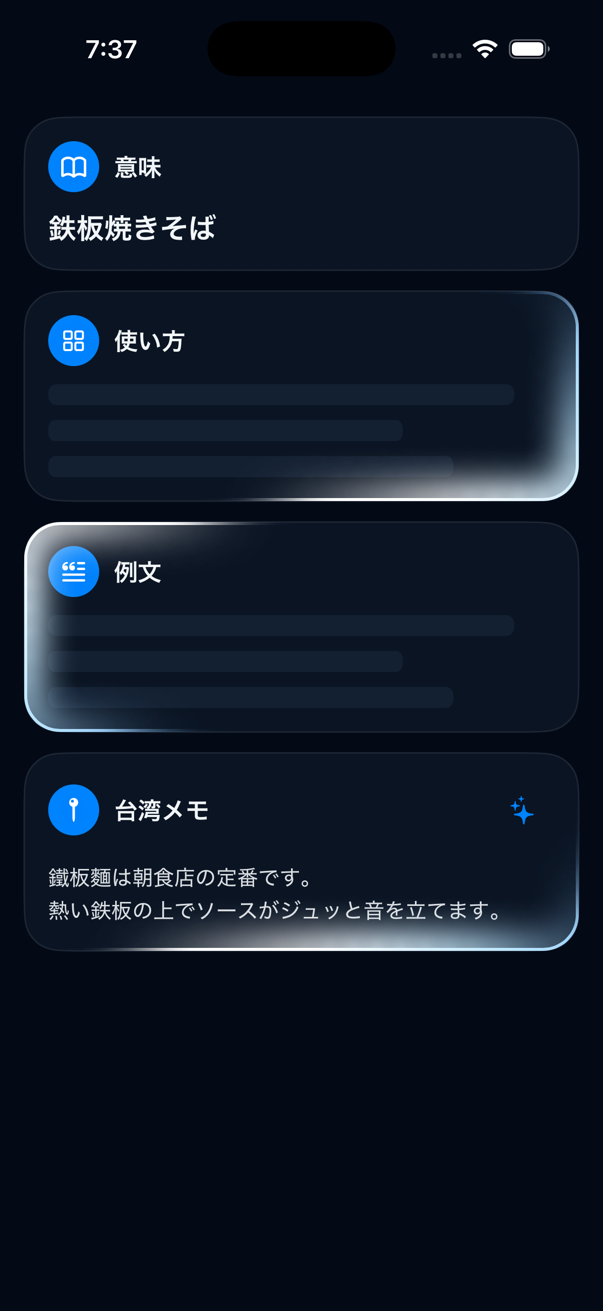 7:37
意味
鉄板焼きそば
使い方
例文
台湾メモ
鐵板麵は朝食店の定番です。
熱い鉄板の上でソースがジュッと音を立てます。